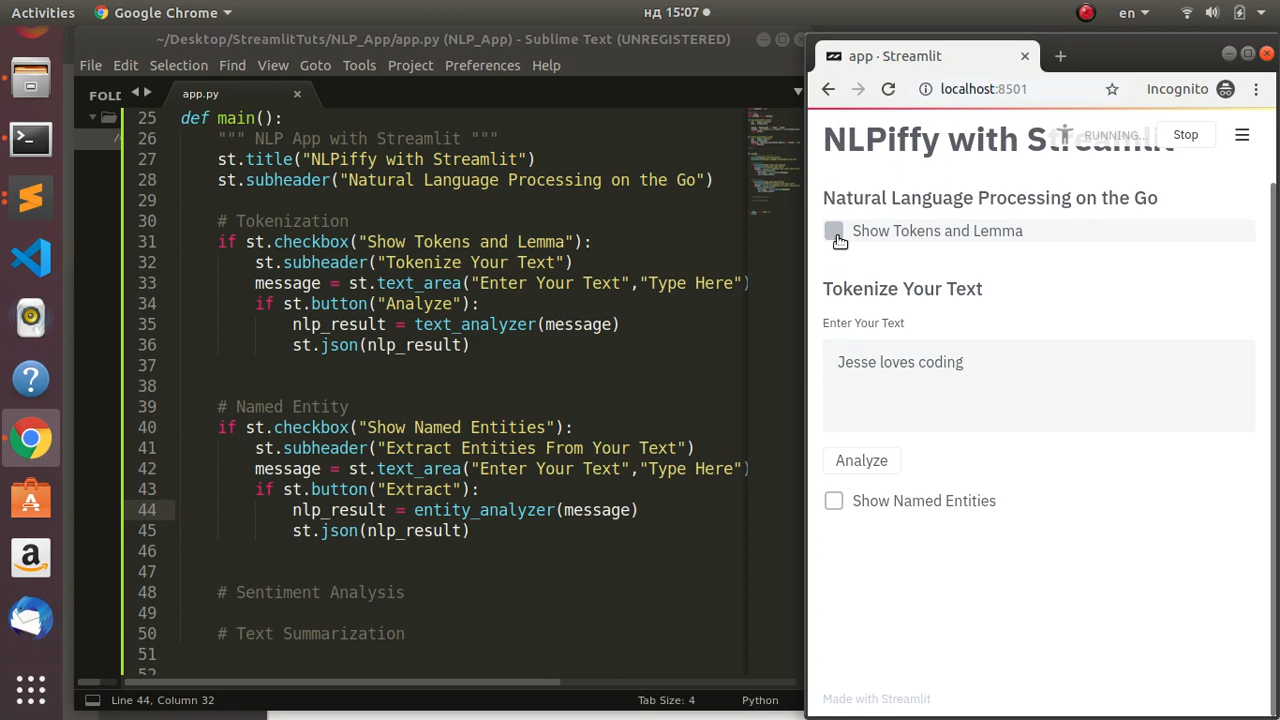 Activities
Google Chrome
нд 15:07
en
~/Desktop/StreamlitTuts/NLP_App/app.py (NLP_App) - Sublime Text (UNREGISTERED)
File Edit Selection Find View Goto Tools Project Preferences Help
FOLD
app.py
25 def main():
26 """ NLP App with Streamlit """
27 st.title("NLPiffy with Streamlit")
28 st.subheader("Natural Language Processing on the Go")
29
30 # Tokenization
31 if st.checkbox("Show Tokens and Lemma"):
32 st.subheader("Tokenize Your Text")
33 message = st.text_area("Enter Your Text","Type Here")
34 if st.button("Analyze"):
35 nlp_result = text_analyzer(message)
36 st.json(nlp_result)
37
38
39 # Named Entity
40 if st.checkbox("Show Named Entities"):
41 st.subheader("Extract Entities From Your Text")
42 message = st.text_area("Enter Your Text","Type Here")
43 if st.button("Extract"):
44 nlp_result = entity_analyzer(message)
45 st.json(nlp_result)
46
47
48 # Sentiment Analysis
49
50 # Text Summarization
51
52
Line 44, Column 32
Tab Size: 4
Python
app · Streamlit
localhost:8501
Incognito
NLPiffy with Streamlit
RUNNING...
Stop
Natural Language Processing on the Go
Show Tokens and Lemma
Tokenize Your Text
Enter Your Text
Jesse loves coding
Analyze
Show Named Entities
Made with Streamlit